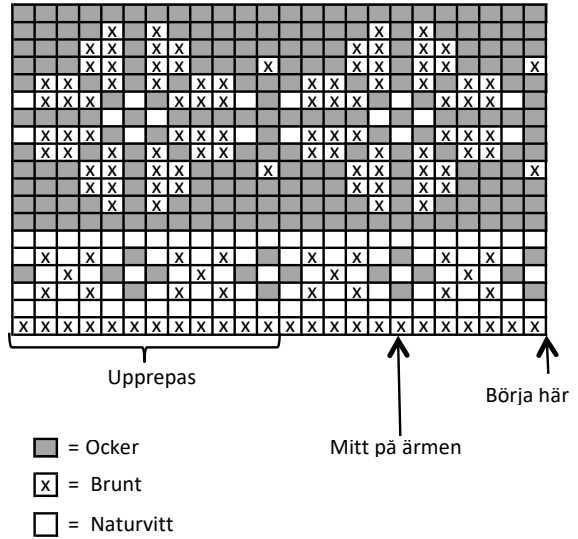 Upprepas
Börja här
Mitt på ärmen
= Ocker
x = Brunt
= Naturvitt